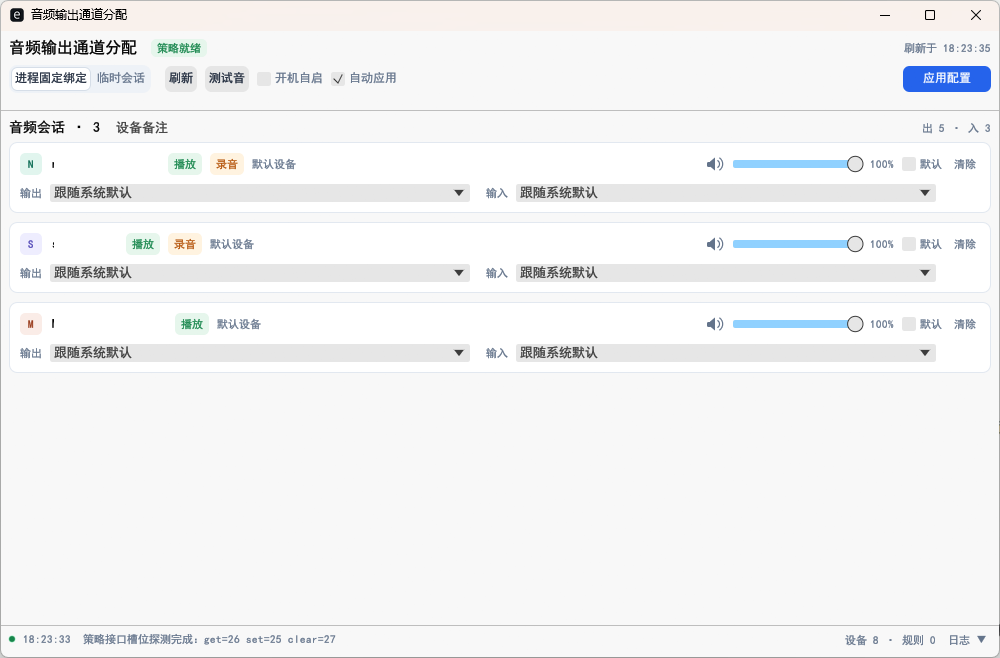 音频输出通道分配
音频输出通道分配 策略就绪 刷新于 18:23:35
进程固定绑定 临时会话 刷新 测试音 开机自启 自动应用 应用配置
音频会话 · 3 设备备注 出 5 · 入 3
N 播放 录音 默认设备 100% 默认 清除
输出 跟随系统默认 输入 跟随系统默认
S 播放 录音 默认设备 100% 默认 清除
输出 跟随系统默认 输入 跟随系统默认
M 播放 默认设备 100% 默认 清除
输出 跟随系统默认 输入 跟随系统默认
18:23:33 策略接口槽位探测完成: get=26 set=25 clear=27 设备 8 · 规则 0 日志